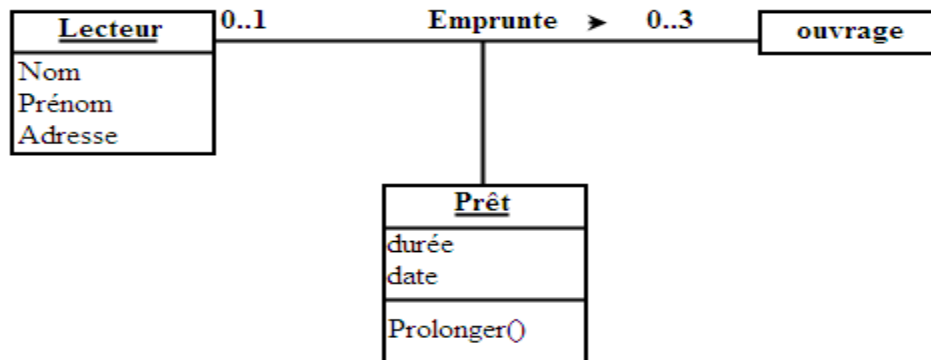 Lecteur
0..1 Emprunte 0..3
ouvrage
Nom
Prénom
Adresse
Prêt
durée
date
Prolonger()